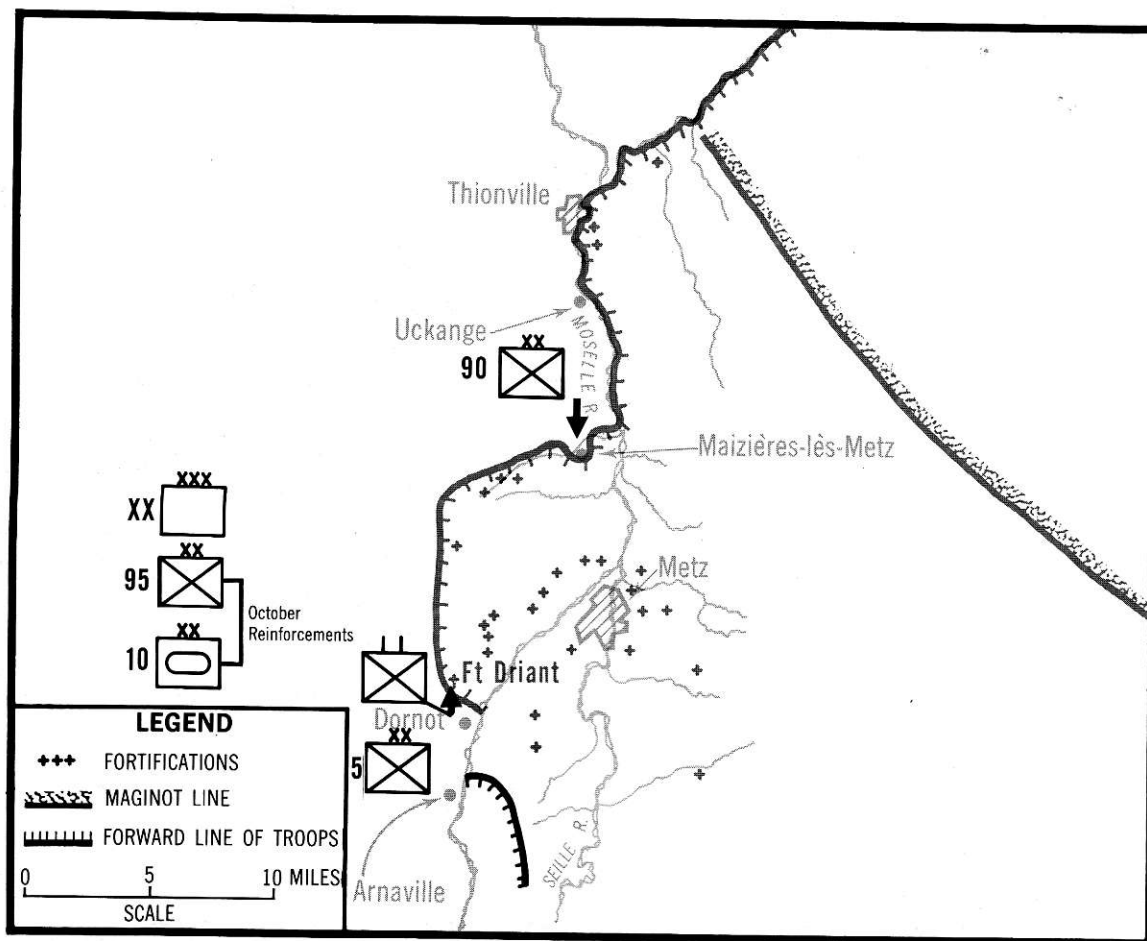 Thionville
Uckange
MOSELLE R.
XX
90
Maizières-lès-Metz
XXX
XX
XX
95
October
Reinforcements
XX
10
Metz
Ft Driant
Dornot
XX
5
Arnaville
SEILLE R.
LEGEND
+++ FORTIFICATIONS
MAGINOT LINE
FORWARD LINE OF TROOPS
0 5 10 MILES
SCALE